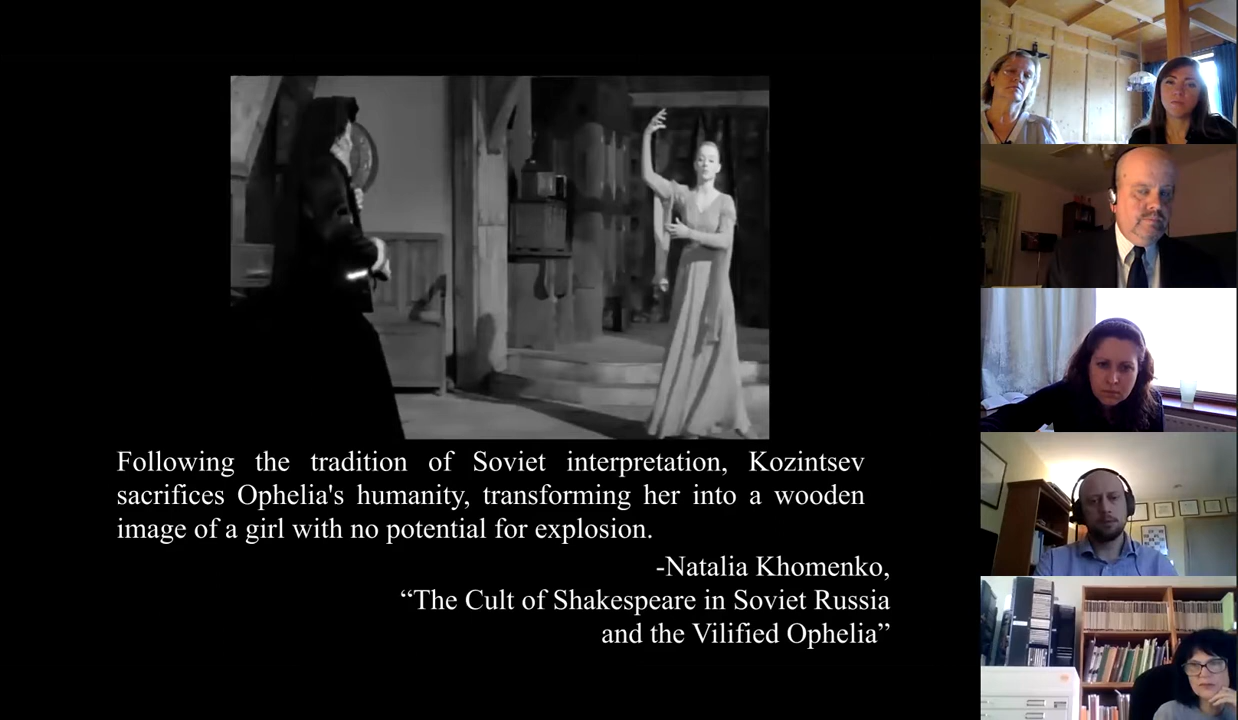 Following the tradition of Soviet interpretation, Kozintsev
sacrifices Ophelia's humanity, transforming her into a wooden
image of a girl with no potential for explosion.
-Natalia Khomenko,
“The Cult of Shakespeare in Soviet Russia
and the Vilified Ophelia”